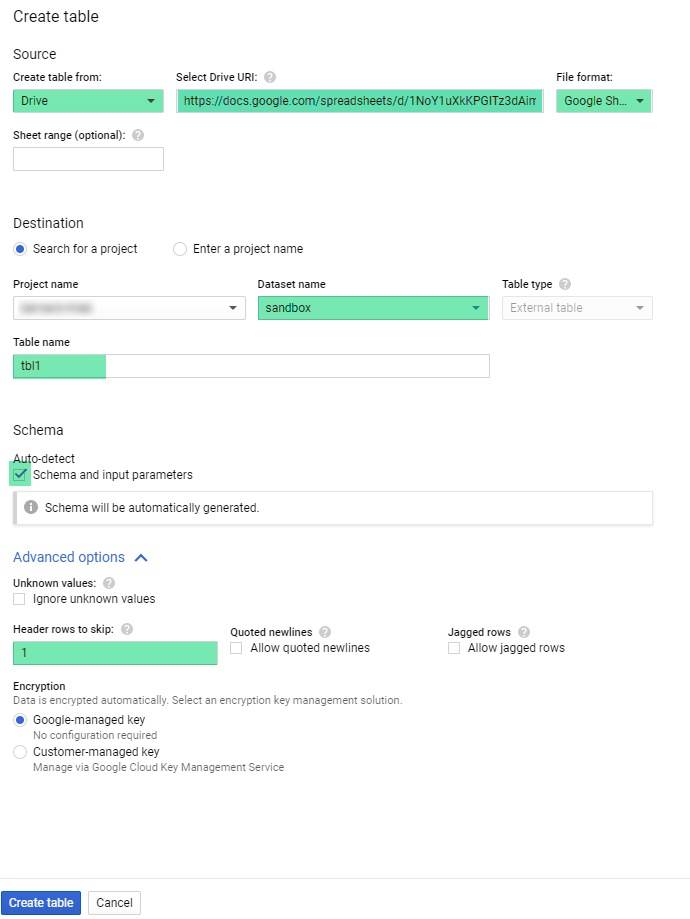 Create table
Source
Create table from: Select Drive URI: File format:
Drive https://docs.google.com/spreadsheets/d/1NoY1uXkKPGITz3dAim Google Sh...
Sheet range (optional):
Destination
Search for a project Enter a project name
Project name Dataset name Table type
sandbox External table
Table name
tbl1
Schema
Auto-detect
Schema and input parameters
Schema will be automatically generated.
Advanced options
Unknown values:
Ignore unknown values
Header rows to skip: Quoted newlines Jagged rows
1 Allow quoted newlines Allow jagged rows
Encryption
Data is encrypted automatically. Select an encryption key management solution.
Google-managed key
No configuration required
Customer-managed key
Manage via Google Cloud Key Management Service
Create table Cancel